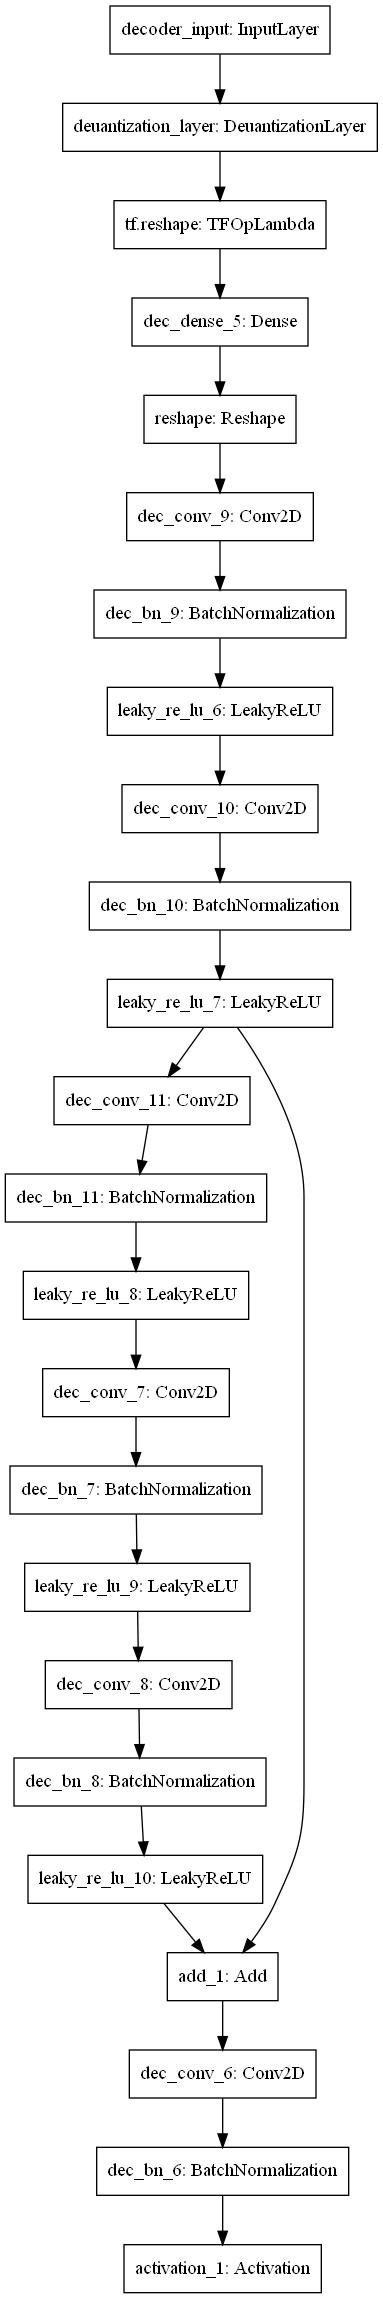 decoder_input: InputLayer
deuantization_layer: DeuantizationLayer
tf.reshape: TFOpLambda
dec_dense_5: Dense
reshape: Reshape
dec_conv_9: Conv2D
dec_bn_9: BatchNormalization
leaky_re_lu_6: LeakyReLU
dec_conv_10: Conv2D
dec_bn_10: BatchNormalization
leaky_re_lu_7: LeakyReLU
dec_conv_11: Conv2D
dec_bn_11: BatchNormalization
leaky_re_lu_8: LeakyReLU
dec_conv_7: Conv2D
dec_bn_7: BatchNormalization
leaky_re_lu_9: LeakyReLU
dec_conv_8: Conv2D
dec_bn_8: BatchNormalization
leaky_re_lu_10: LeakyReLU
add_1: Add
dec_conv_6: Conv2D
dec_bn_6: BatchNormalization
activation_1: Activation